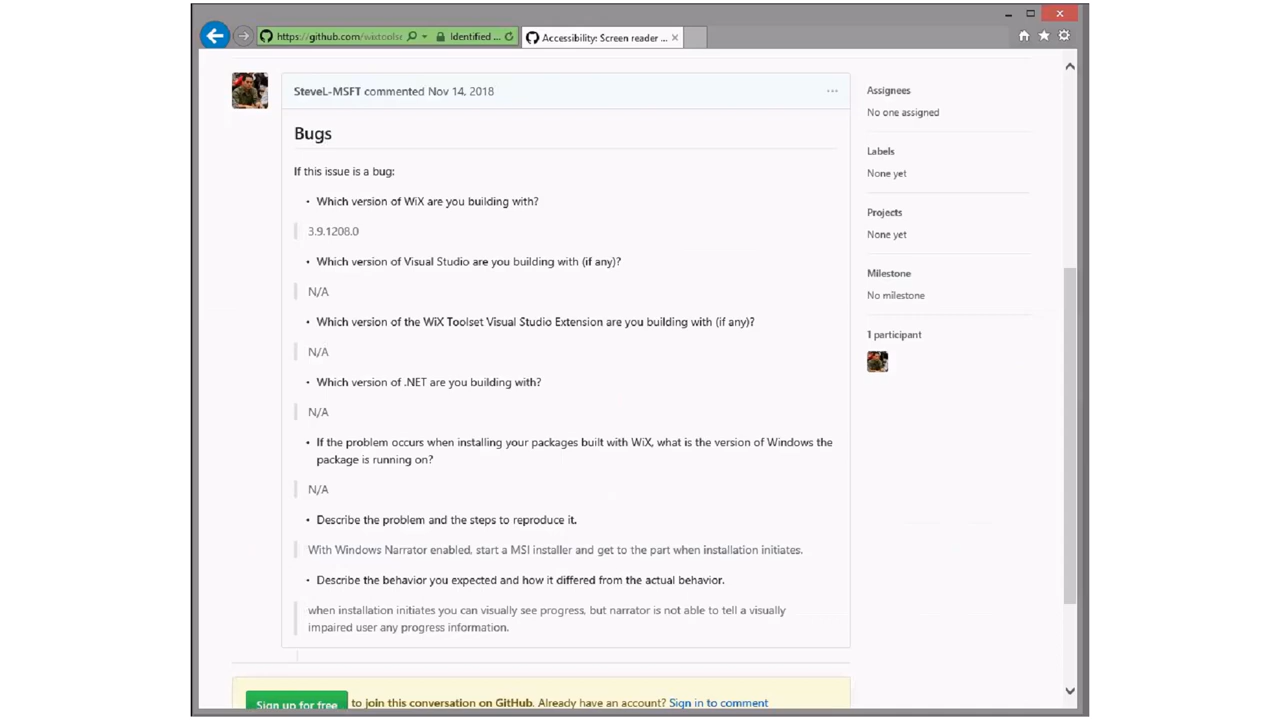 https://github.com/wixtoolse
Identified ...
Accessibility: Screen reader ...
SteveL-MSFT commented Nov 14, 2018
Bugs
If this issue is a bug:
• Which version of WiX are you building with?
3.9.1208.0
• Which version of Visual Studio are you building with (if any)?
N/A
• Which version of the WiX Toolset Visual Studio Extension are you building with (if any)?
N/A
• Which version of .NET are you building with?
N/A
• If the problem occurs when installing your packages built with WiX, what is the version of Windows the
package is running on?
N/A
• Describe the problem and the steps to reproduce it.
With Windows Narrator enabled, start a MSI installer and get to the part when installation initiates.
• Describe the behavior you expected and how it differed from the actual behavior.
when installation initiates you can visually see progress, but narrator is not able to tell a visually
impaired user any progress information.
Sign up for free to join this conversation on GitHub. Already have an account? Sign in to comment
Assignees
No one assigned
Labels
None yet
Projects
None yet
Milestone
No milestone
1 participant